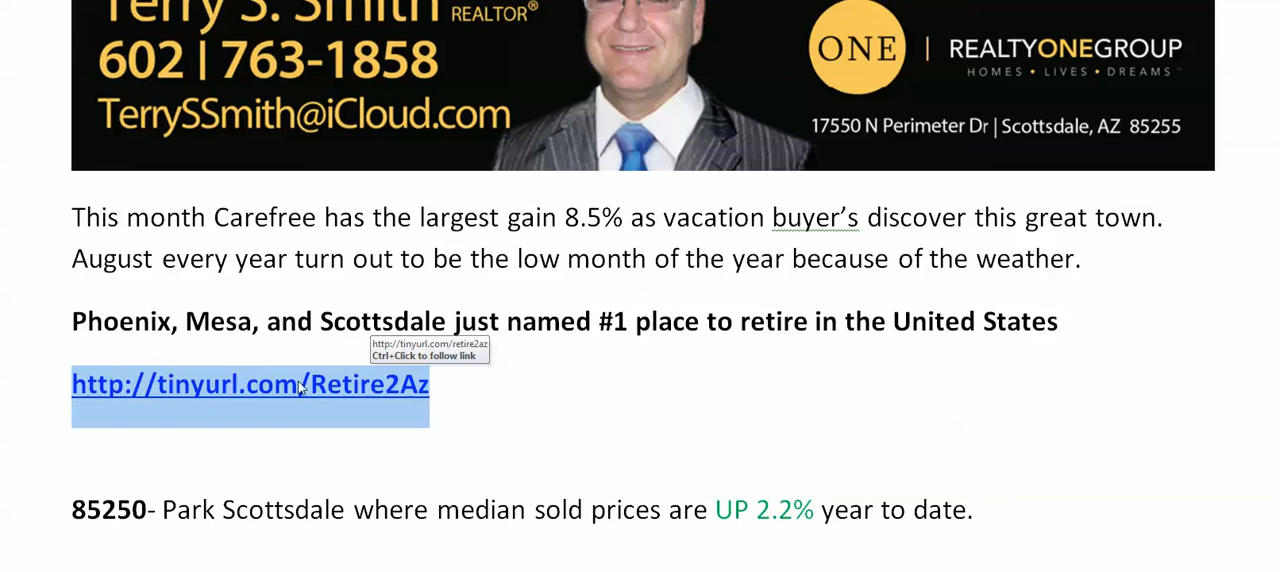 Terry S. Smith REALTOR®
602 | 763-1858
TerrySSmith@iCloud.com
ONE | REALTYONEGROUP
HOMES • LIVES • DREAMS™
17550 N Perimeter Dr | Scottsdale, AZ 85255
This month Carefree has the largest gain 8.5% as vacation buyer’s discover this great town.
August every year turn out to be the low month of the year because of the weather.
Phoenix, Mesa, and Scottsdale just named #1 place to retire in the United States
http://tinyurl.com/retire2az
Ctrl+Click to follow link
http://tinyurl.com/Retire2Az
85250- Park Scottsdale where median sold prices are UP 2.2% year to date.